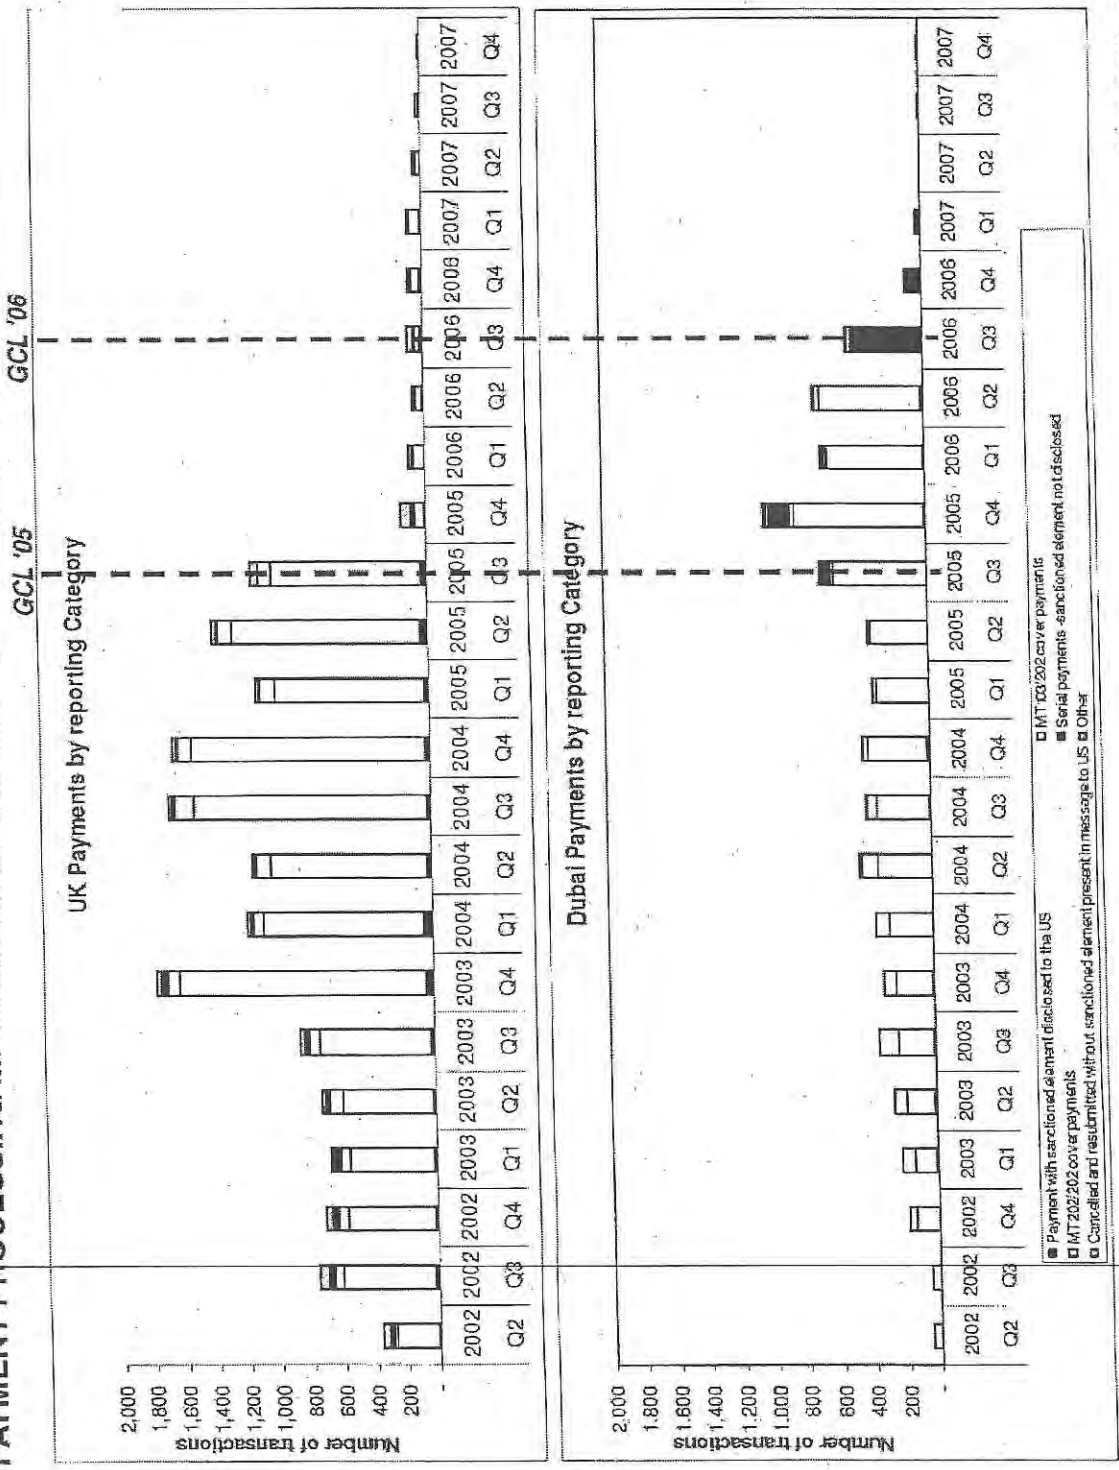 GCL '05
GCL '06
UK Payments by reporting Category
Number of transactions
2,000
1,800
1,600
1,400
1,200
1,000
800
600
400
200
-
2002 2002 2002 2003 2003 2003 2003 2004 2004 2004 2004 2005 2005 2005 2005 2006 2006 2006 2006 2007 2007 2007 2007
Q2 Q3 Q4 Q1 Q2 Q3 Q4 Q1 Q2 Q3 Q4 Q1 Q2 Q3 Q4 Q1 Q2 Q3 Q4 Q1 Q2 Q3 Q4
Dubai Payments by reporting Category
Number of transactions
2,000
1,800
1,600
1,400
1,200
1,000
800
600
400
200
-
2002 2002 2002 2003 2003 2003 2003 2004 2004 2004 2004 2005 2005 2005 2005 2006 2006 2006 2006 2007 2007 2007 2007
Q2 Q3 Q4 Q1 Q2 Q3 Q4 Q1 Q2 Q3 Q4 Q1 Q2 Q3 Q4 Q1 Q2 Q3 Q4 Q1 Q2 Q3 Q4
Payment with sanctioned element disclosed to the US
MT103/202 cover payments
MT202/202 cover payments
Serial payments -sanctioned element not disclosed
Cancelled and resubmitted without sanctioned element present in message to US
Other